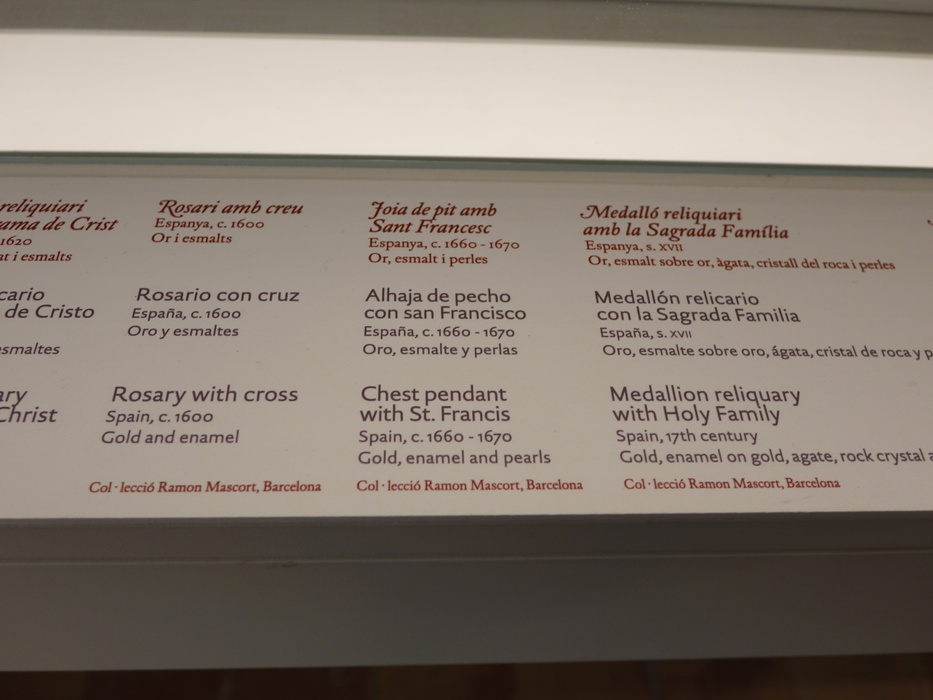 reliquiari
de Crist
1620
i esmalts
de Cristo
esmaltes
Christ
Rosari amb creu
Espanya, c. 1600
Or i esmalts
Rosario con cruz
España, c. 1600
Oro y esmaltes
Rosary with cross
Spain, c. 1600
Gold and enamel
Col·lecció Ramon Mascort, Barcelona
Joia de pit amb
Sant Francesc
Espanya, c. 1660 - 1670
Or, esmalt i perles
Alhaja de pecho
con san Francisco
España, c. 1660 - 1670
Oro, esmalte y perlas
Chest pendant
with St. Francis
Spain, c. 1660 - 1670
Gold, enamel and pearls
Col·lecció Ramon Mascort, Barcelona
Medalló reliquiari
amb la Sagrada Família
Espanya, s. XVII
Or, esmalt sobre or, àgata, cristall del roca i perles
Medallón relicario
con la Sagrada Familia
España, s. XVII
Oro, esmalte sobre oro, ágata, cristal de roca y
Medallion reliquary
with Holy Family
Spain, 17th century
Gold, enamel on gold, agate, rock crystal
Col·lecció Ramon Mascort, Barcelona